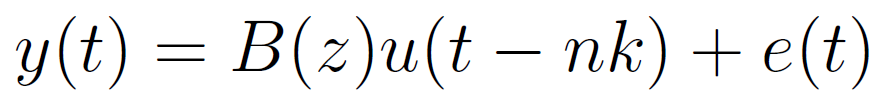 y(t) = B(z)u(t − nk) + e(t)